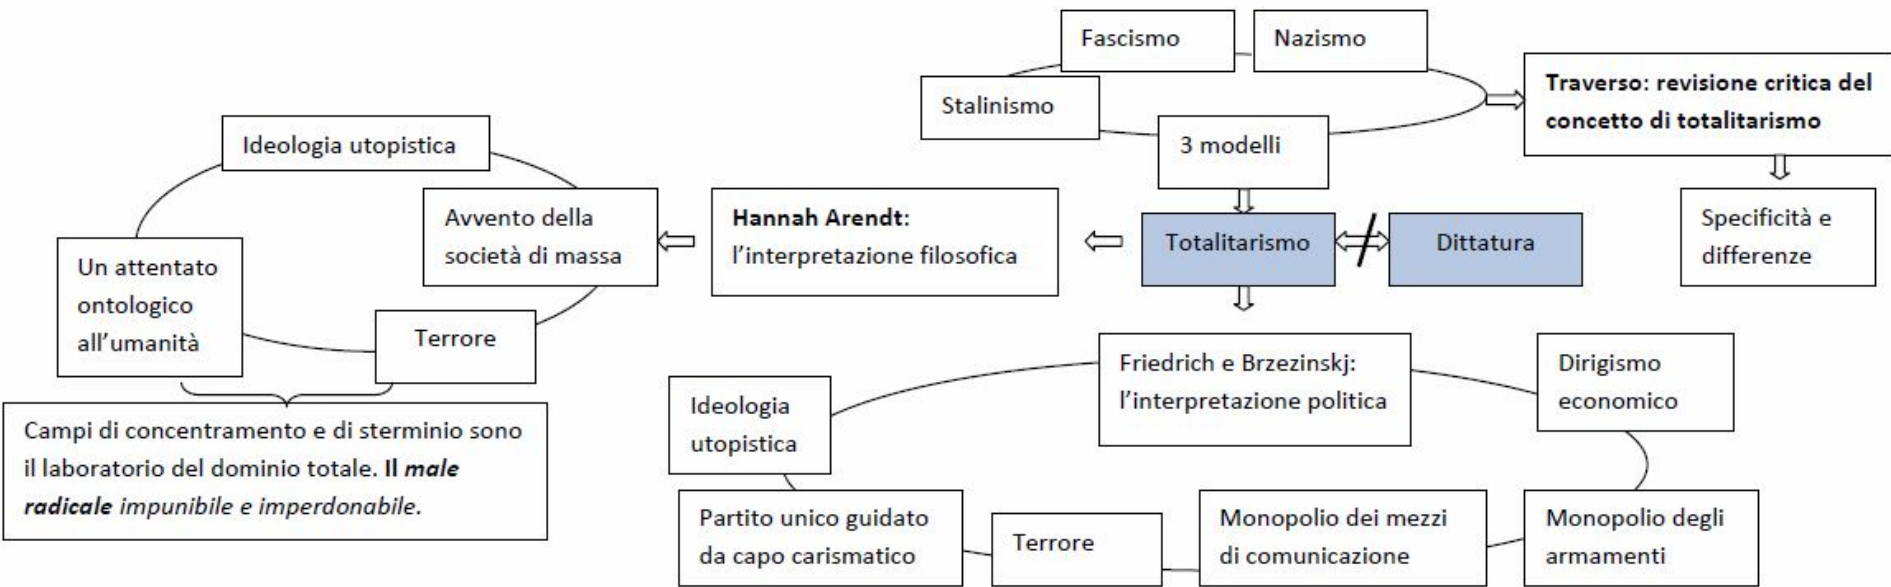 Fascismo
Nazismo
Stalinismo
3 modelli
Traverso: revisione critica del
concetto di totalitarismo
Specificità e
differenze
Ideologia utopistica
Avvento della
società di massa
Hannah Arendt:
l’interpretazione filosofica
Totalitarismo
Dittatura
Un attentato
ontologico
all’umanità
Terrore
Campi di concentramento e di sterminio sono
il laboratorio del dominio totale. Il male
radicale impunibile e imperdonabile.
Friedrich e Brzezinskj:
l’interpretazione politica
Dirigismo
economico
Ideologia
utopistica
Partito unico guidato
da capo carismatico
Terrore
Monopolio dei mezzi
di comunicazione
Monopolio degli
armamenti